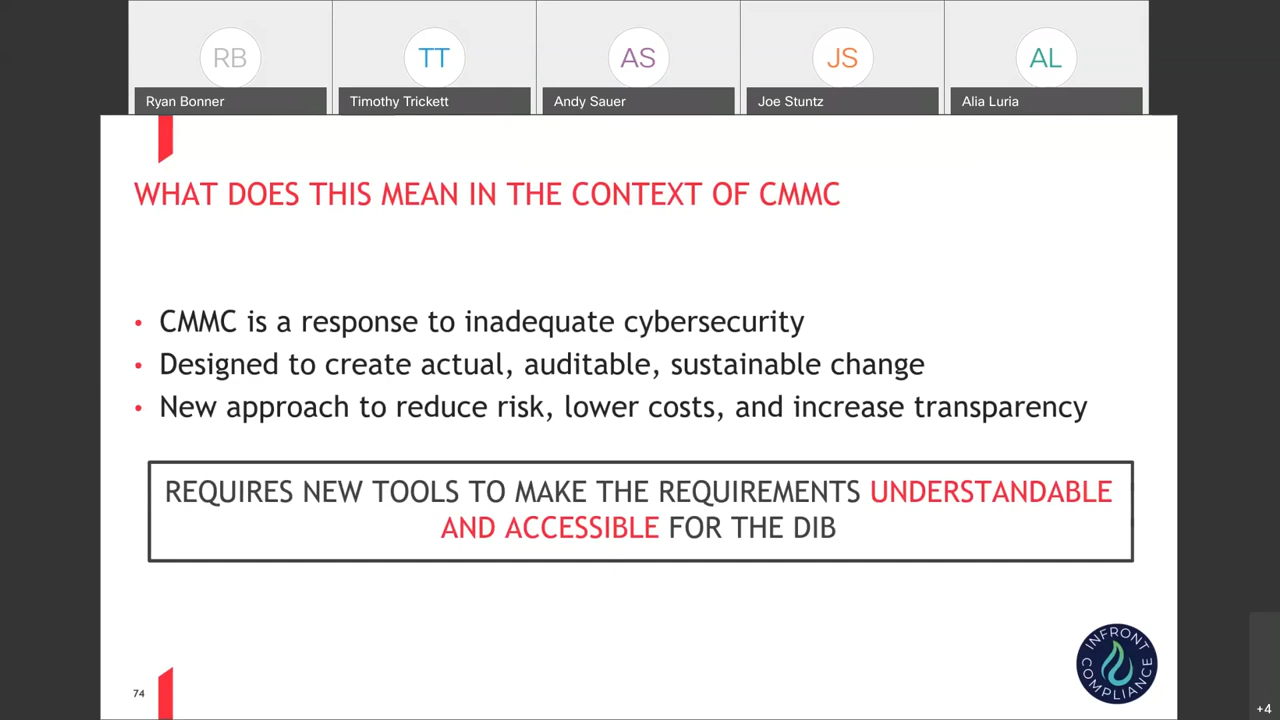 RB
TT
AS
JS
AL
Ryan Bonner
Timothy Trickett
Andy Sauer
Joe Stuntz
Alia Luria
WHAT DOES THIS MEAN IN THE CONTEXT OF CMMC
• CMMC is a response to inadequate cybersecurity
• Designed to create actual, auditable, sustainable change
• New approach to reduce risk, lower costs, and increase transparency
REQUIRES NEW TOOLS TO MAKE THE REQUIREMENTS UNDERSTANDABLE
AND ACCESSIBLE FOR THE DIB
INFRONT
COMPLIANCE
74
+4